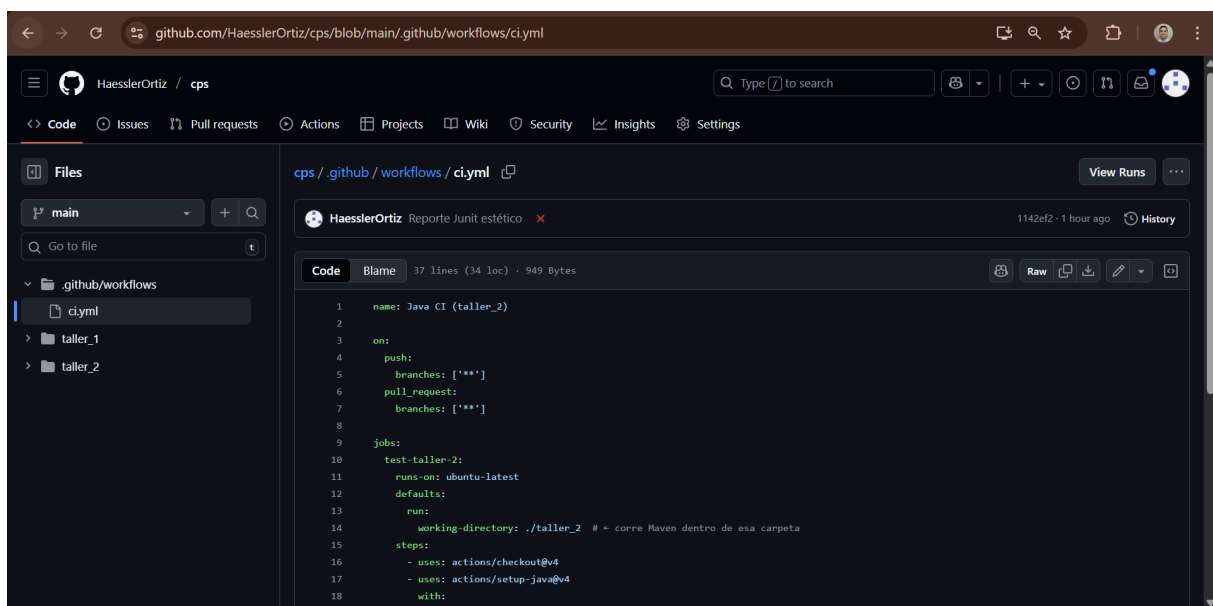 github.com/HaesslerOrtiz/cps/blob/main/.github/workflows/ci.yml
HaesslerOrtiz / cps
Type / to search
Code Issues Pull requests Actions Projects Wiki Security Insights Settings
Files
cps / .github / workflows / ci.yml
View Runs
main
HaesslerOrtiz Reporte Junit estético
1142ef2 · 1 hour ago History
Go to file t
Code Blame 37 lines (34 loc) · 949 Bytes
Raw
.github/workflows
ci.yml
taller_1
taller_2
1 name: Java CI (taller_2)
2
3 on:
4 push:
5 branches: ['**']
6 pull_request:
7 branches: ['**']
8
9 jobs:
10 test-taller-2:
11 runs-on: ubuntu-latest
12 defaults:
13 run:
14 working-directory: ./taller_2 # ← corre Maven dentro de esa carpeta
15 steps:
16 - uses: actions/checkout@v4
17 - uses: actions/setup-java@v4
18 with: